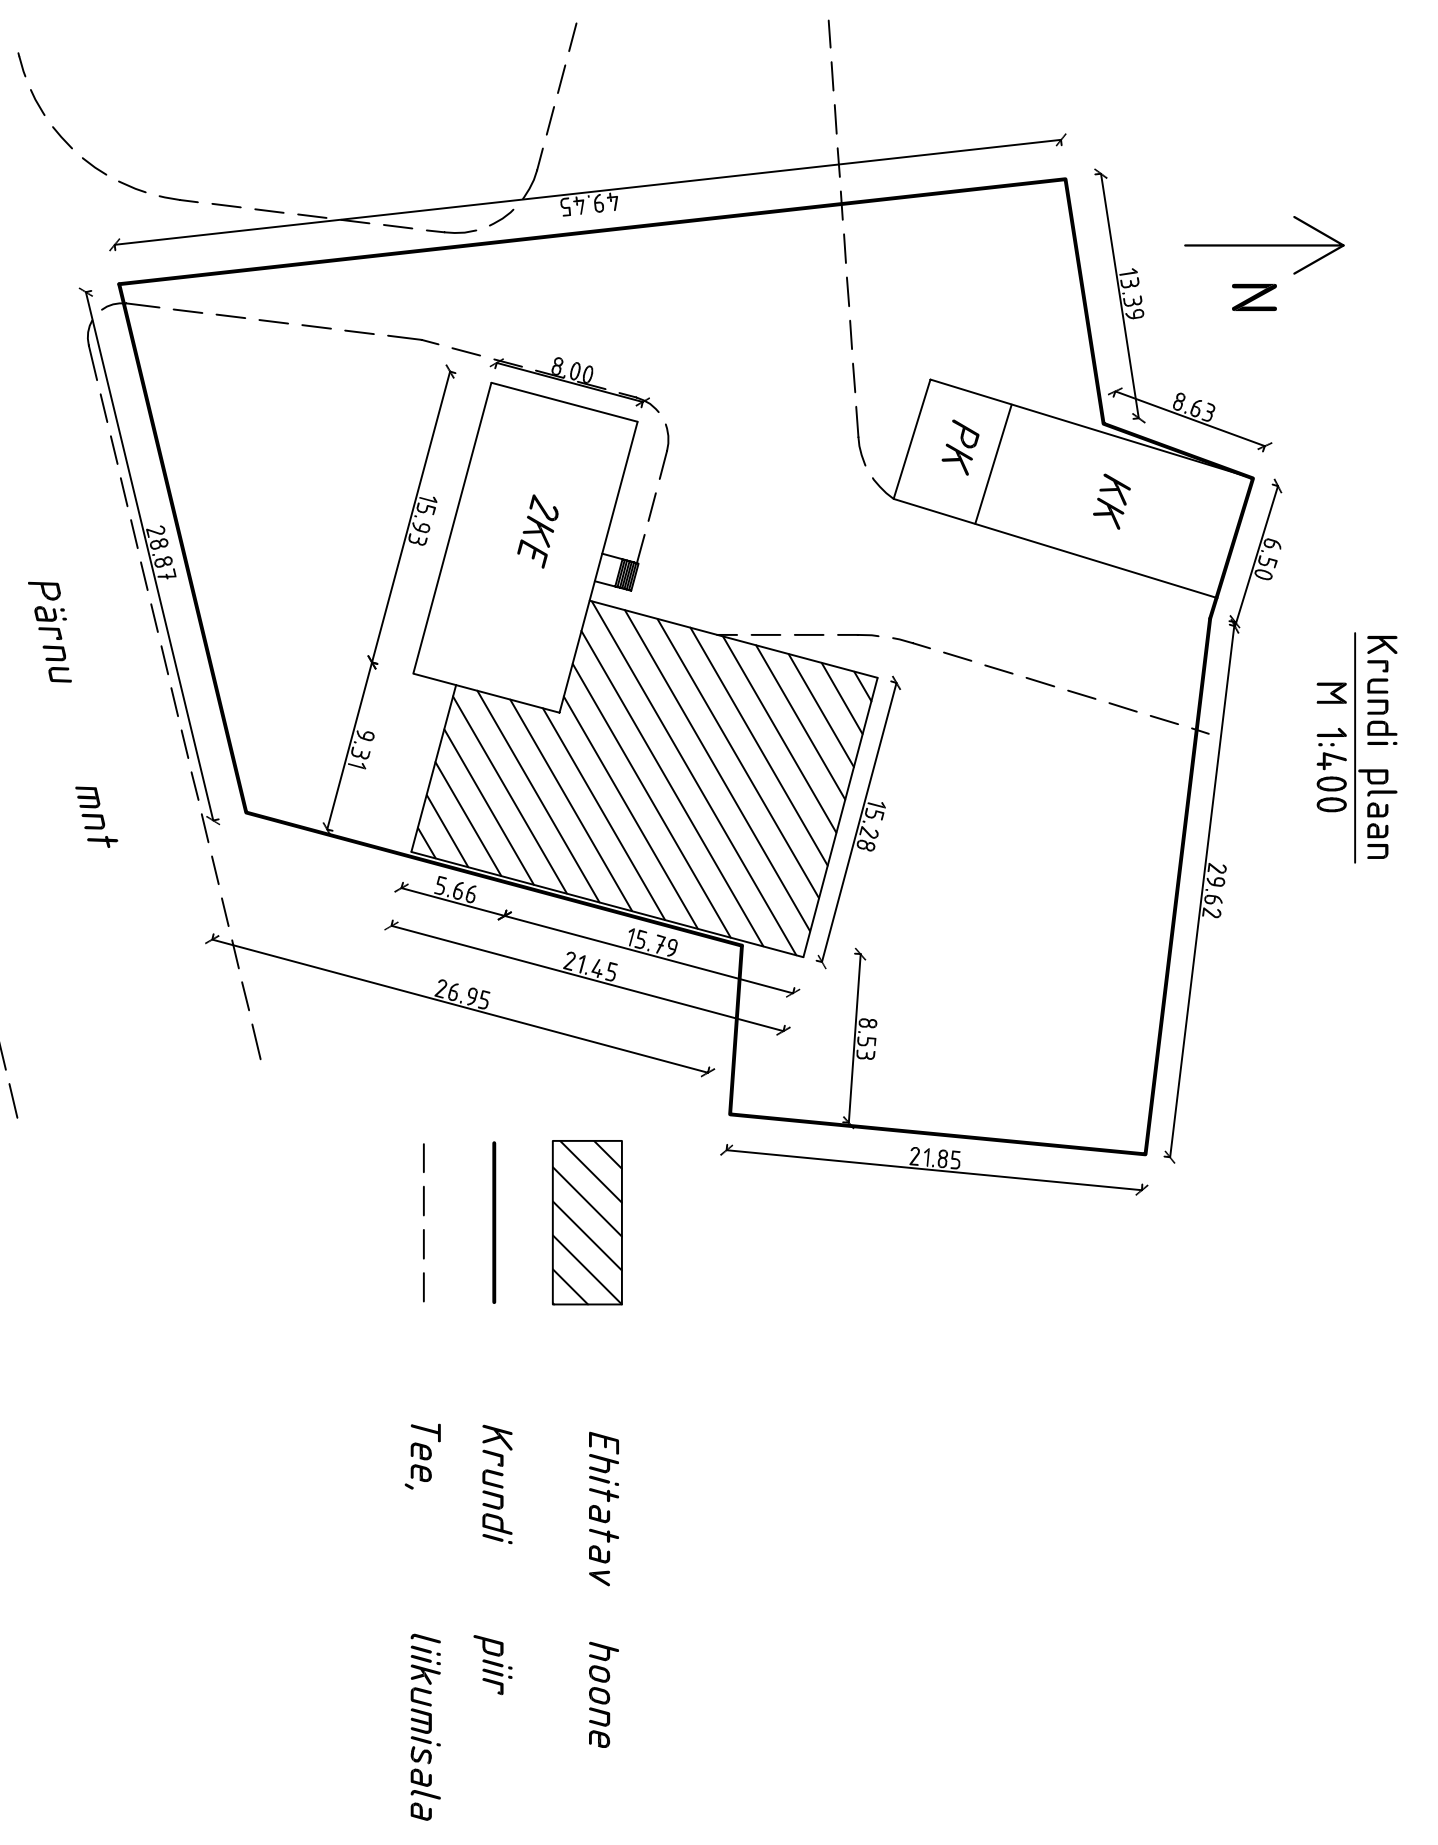 Krundi plaan
M 1:400
N
13.39
8.63
6.50
29.62
49.45
PK
KK
8.00
2KE
15.93
9.31
28.87
15.28
8.53
5.66
15.79
21.45
26.95
21.85
Pärnu mnt
Ehitatav hoone
Krundi piir
Tee, liikumisala